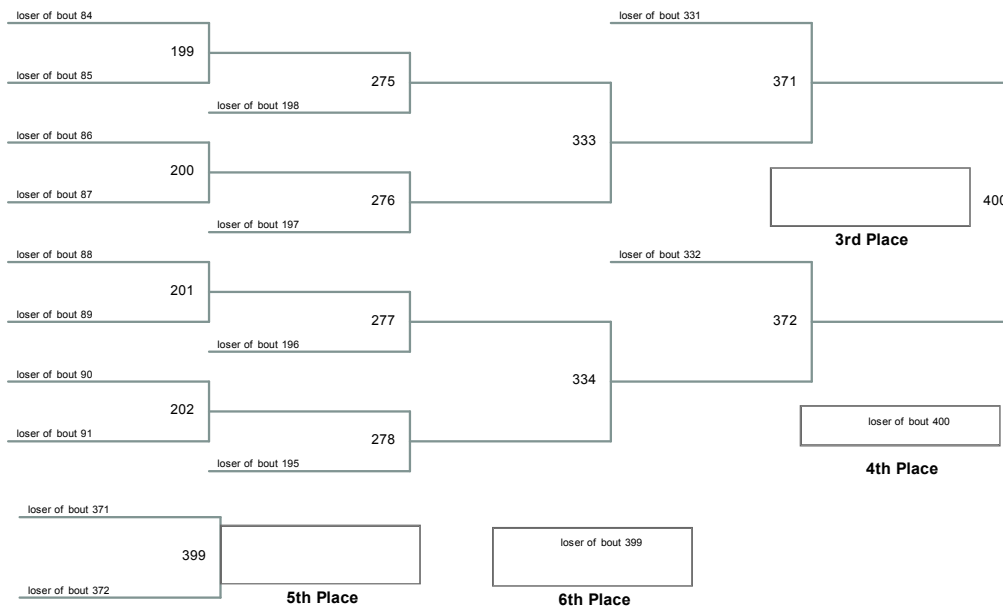 loser of bout 84
loser of bout 331
199
loser of bout 85
275
371
loser of bout 198
loser of bout 86
333
200
loser of bout 87
276
400
loser of bout 197
3rd Place
loser of bout 88
loser of bout 332
201
loser of bout 89
277
372
loser of bout 196
loser of bout 90
334
202
loser of bout 400
loser of bout 91
278
loser of bout 195
4th Place
loser of bout 371
399
loser of bout 399
loser of bout 372
5th Place
6th Place